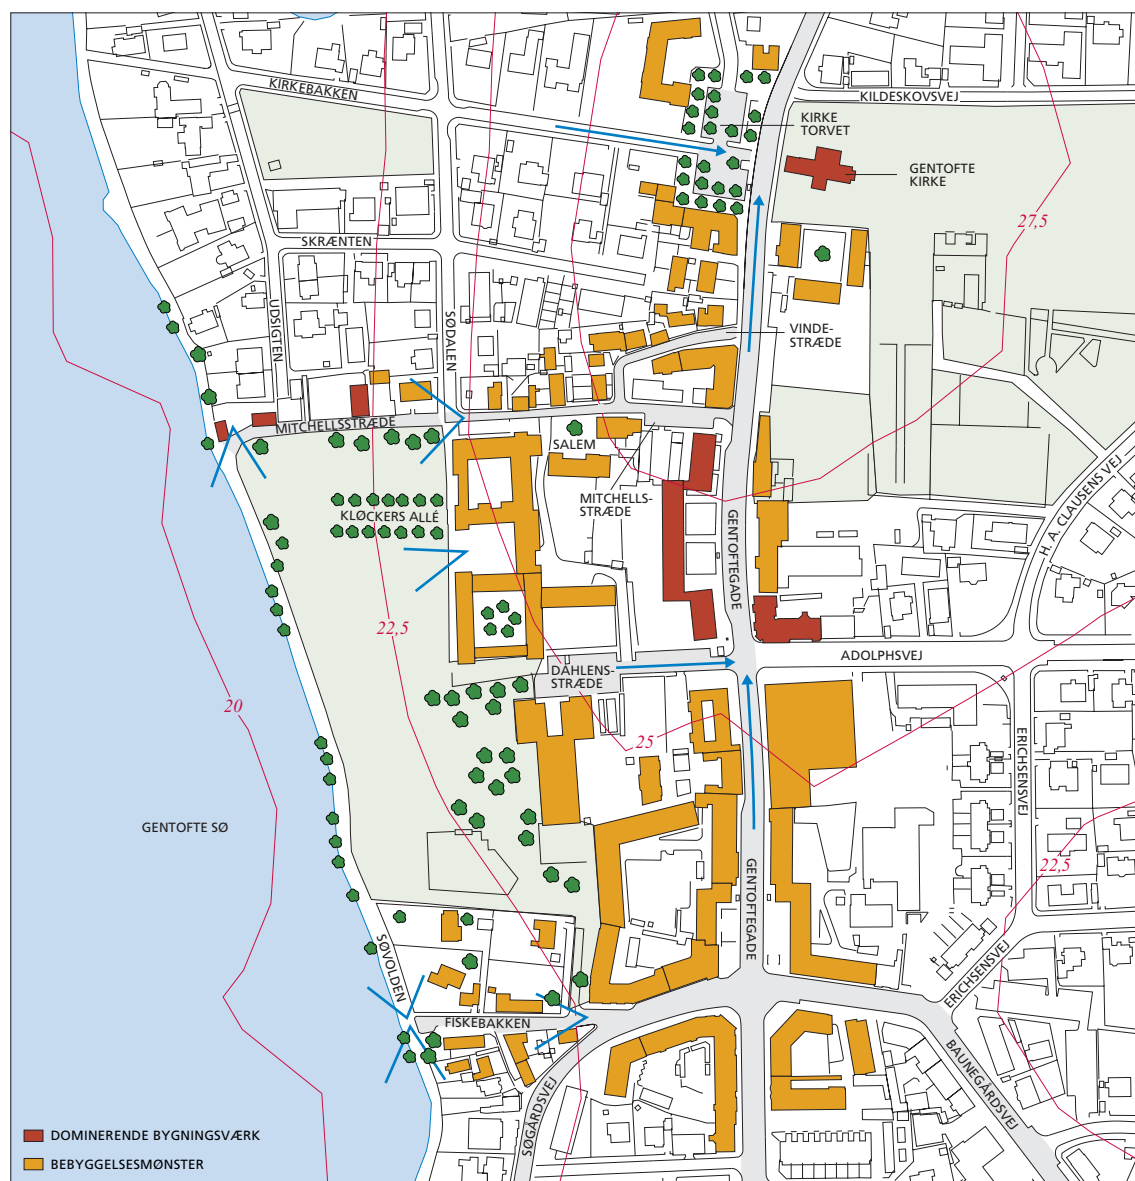 KIRKEBAKKEN
KILDESKOVSVEJ
KIRKE
TORVET
GENTOFTE
KIRKE
27,5
SKRÆNTEN
UDSIGTEN
SØDALEN
VINDE-
STRÆDE
MITCHELLSSTRÆDE
SALEM
MITCHELLS-
STRÆDE
KLØCKERS ALLÉ
GENTOFTEGADE
H. A. CLAUSENS VEJ
22,5
ADOLPHSVEJ
DAHLENS-
STRÆDE
20
25
ERICHSENSVEJ
GENTOFTE SØ
22,5
GENTOFTEGADE
SØVOLDEN
ERICHSENSVEJ
FISKEBAKKEN
BAUNEGÅRDSVEJ
SØGÅRDSVEJ
DOMINERENDE BYGNINGSVÆRK
BEBYGGELSESMØNSTER